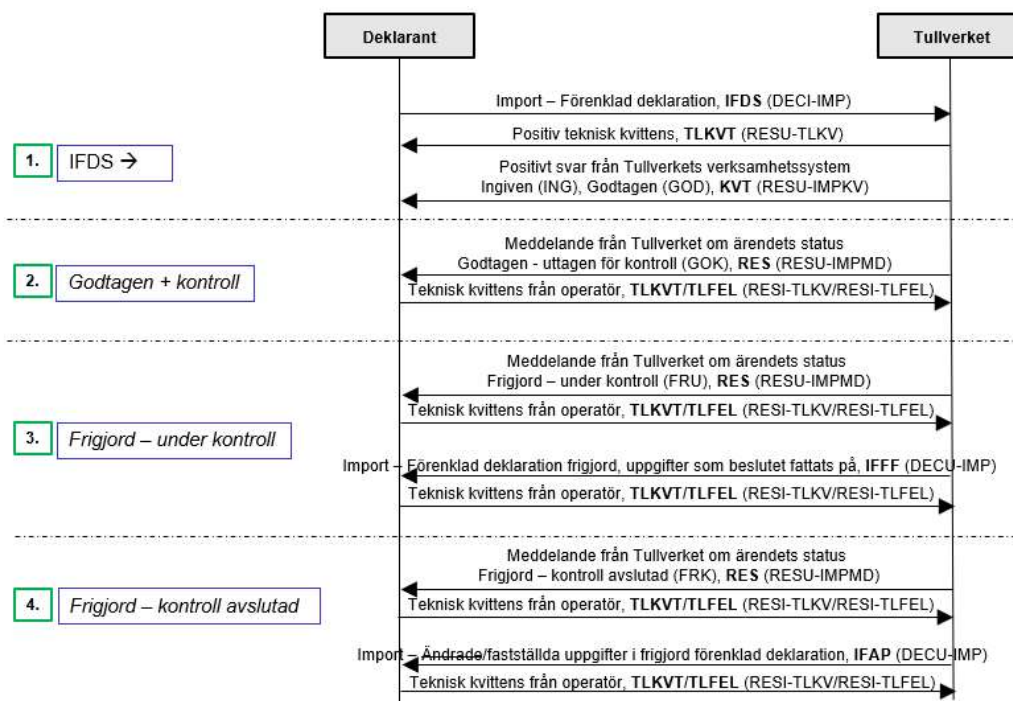 Deklarant
Tullverket
Import – Förenklad deklaration, IFDS (DECI-IMP)
Positiv teknisk kvittens, TLKVT (RESU-TLKV)
1.
IFDS →
Positivt svar från Tullverkets verksamhetssystem
Ingiven (ING), Godtagen (GOD), KVT (RESU-IMPKV)
2.
Godtagen + kontroll
Meddelande från Tullverket om ärendets status
Godtagen - uttagen för kontroll (GOK), RES (RESU-IMPMD)
Teknisk kvittens från operatör, TLKVT/TLFEL (RESI-TLKV/RESI-TLFEL)
3.
Frigjord – under kontroll
Meddelande från Tullverket om ärendets status
Frigjord – under kontroll (FRU), RES (RESU-IMPMD)
Teknisk kvittens från operatör, TLKVT/TLFEL (RESI-TLKV/RESI-TLFEL)
Import – Förenklad deklaration frigjord, uppgifter som beslutet fattats på, IFFF (DECU-IMP)
Teknisk kvittens från operatör, TLKVT/TLFEL (RESI-TLKV/RESI-TLFEL)
4.
Frigjord – kontroll avslutad
Meddelande från Tullverket om ärendets status
Frigjord – kontroll avslutad (FRK), RES (RESU-IMPMD)
Teknisk kvittens från operatör, TLKVT/TLFEL (RESI-TLKV/RESI-TLFEL)
Import – Ändrade/fastställda uppgifter i frigjord förenklad deklaration, IFAP (DECU-IMP)
Teknisk kvittens från operatör, TLKVT/TLFEL (RESI-TLKV/RESI-TLFEL)